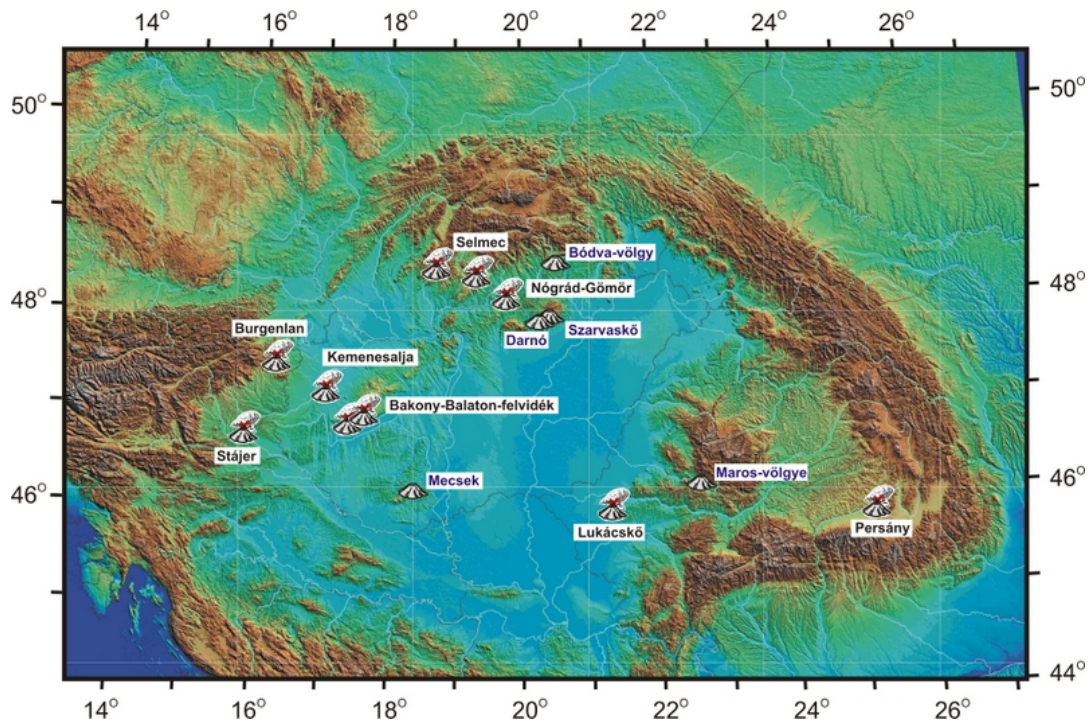 14° 16° 18° 20° 22° 24° 26°
50° 50°
Selmec
Bódva-völgy
48° Nógrád-Gömör 48°
Burgenlan Darnó Szarvaskő
Kemenesalja
Bakony-Balaton-felvidék
Stájer
Mecsek Maros-völgye
46° 46°
Lukácskő Persány
44°
14° 16° 18° 20° 22° 24° 26°